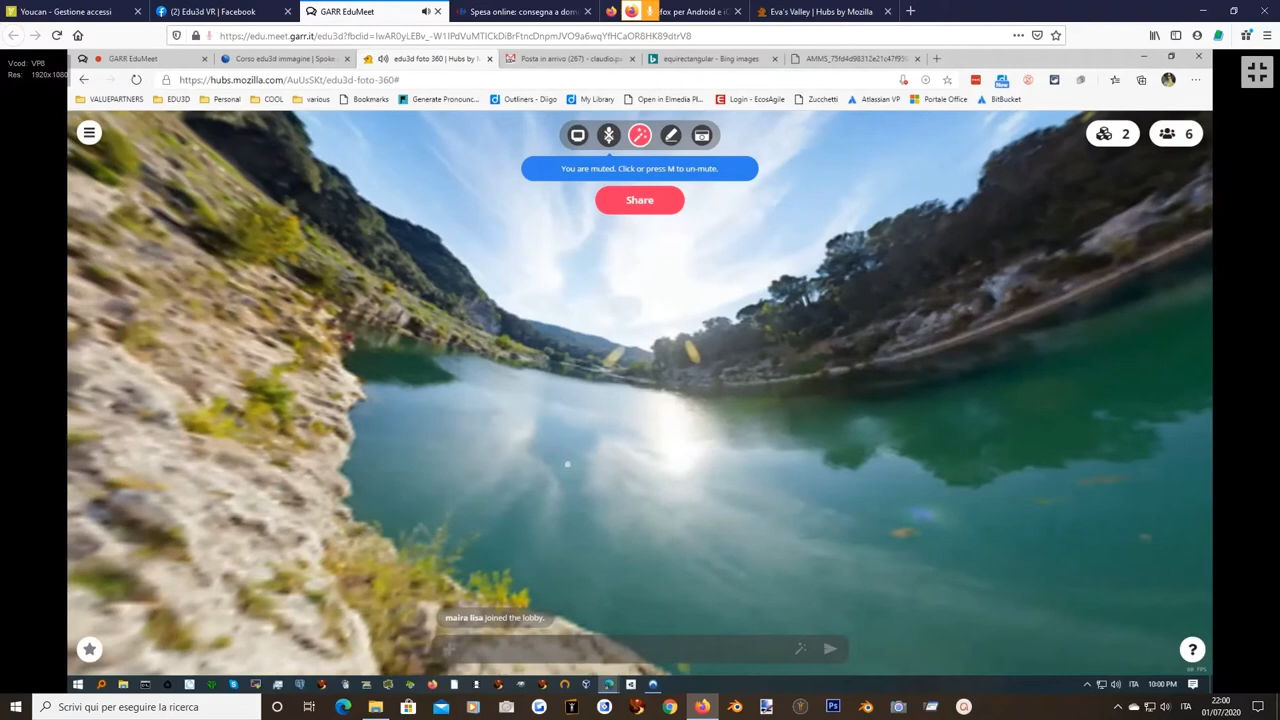 Youcan - Gestione accessi
(2) Edu3d VR | Facebook
GARR EduMeet
Spesa online: consegna a dom
fox per Android e iC
Eva's Valley | Hubs by Mozilla
https://edu.meet.garr.it/edu3d?fbclid=IwAR0yLEBv_-W1IPdVuMTICkDiBrFtncDnpmJVO9a6wqYfHCaOR8HK89dtrV8
Vcod: VP8
Res: 1920x1080
GARR EduMeet
Corso edu3d immagine | Spoke
edu3d foto 360 | Hubs by M
Posta in arrivo (267) - claudio.pa
equirectangular - Bing images
https://hubs.mozilla.com/AuUsSKt/edu3d-foto-360#
New
VALUEPARTNERS
EDU3D
Personal
COOL
various
Bookmarks
Generate Pronounc...
Outliners - Diigo
My Library
Open in Elmedia Pl...
Login - EcosAgile
Zucchetti
Atlassian VP
Portale Office
BitBucket
2
6
You are muted. Click or press M to un-mute.
Share
maira lisa joined the lobby.
?
ITA
10:00 PM
Scrivi qui per eseguire la ricerca
ITA
22:00
01/07/2020